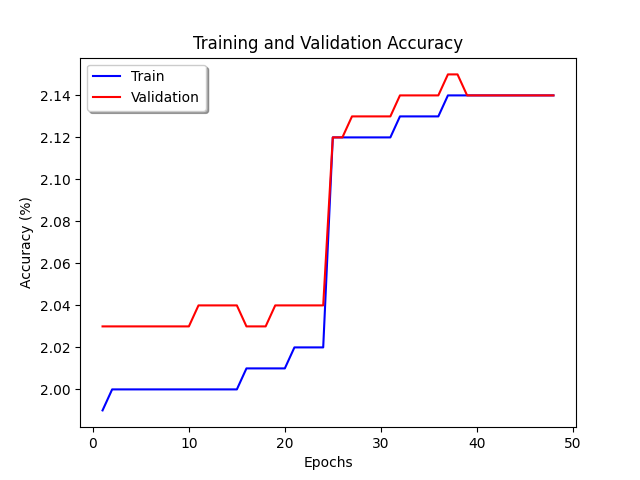 Training and Validation Accuracy
Train
Validation
Accuracy (%)
2.14
2.12
2.10
2.08
2.06
2.04
2.02
2.00
0 10 20 30 40 50
Epochs